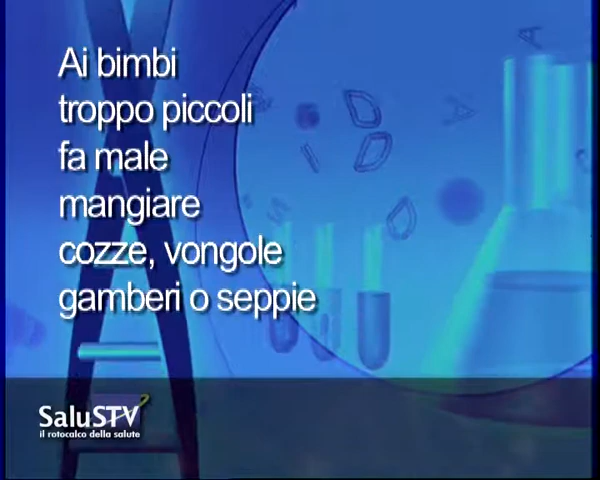 Ai bimbi
troppo piccoli
fa male
mangiare
cozze, vongole
gamberi o seppie
SaluSTV
il rotocalco della salute